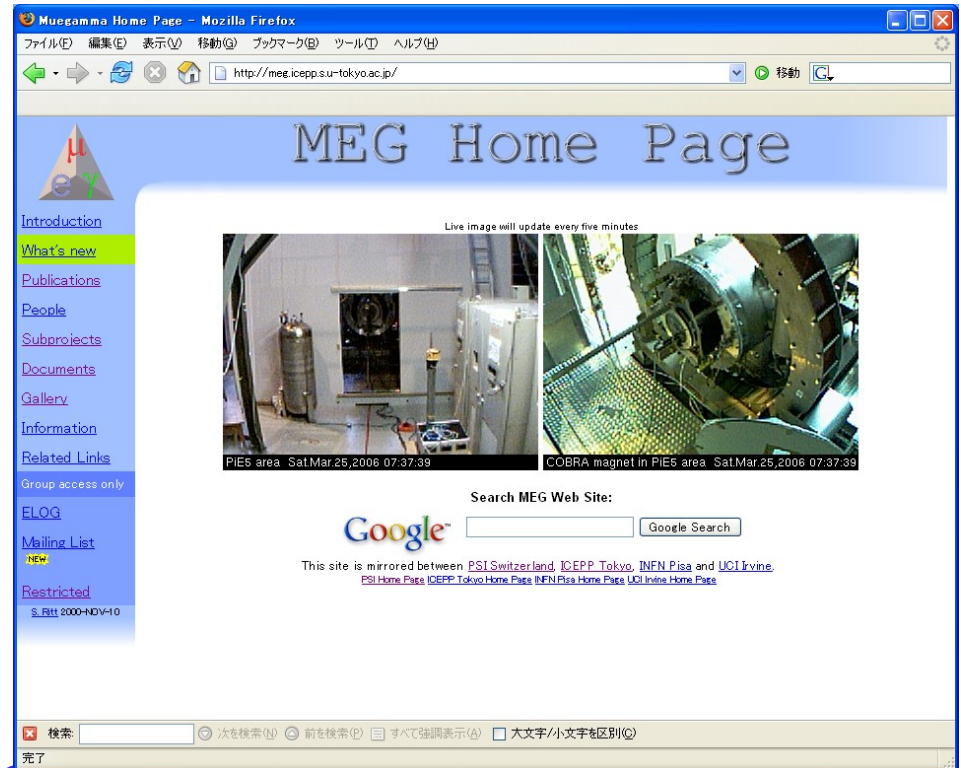 Muegamma Home Page - Mozilla Firefox
ファイル(F) 編集(E) 表示(V) 移動(G) ブックマーク(B) ツール(T) ヘルプ(H)
http://meg.icepp.s.u-tokyo.ac.jp/ 移動 G
μ
e γ
MEG Home Page
Introduction
What's new
Publications
People
Subprojects
Documents
Gallery
Information
Related Links
Group access only
ELOG
Mailing List
NEW
Restricted
S. Ritt 2000-NOV-10
Live image will update every five minutes
PiE5 area Sat.Mar.25,2006 07:37:39
COBRA magnet in PiE5 area Sat.Mar.25,2006 07:37:39
Search MEG Web Site:
Google™ Google Search
This site is mirrored between PSI Switzerland, ICEPP Tokyo, INFN Pisa and UCI Irvine.
PSI Home Page ICEPP Tokyo Home Page INFN Pisa Home Page UCI Irvine Home Page
検索: 次を検索(N) 前を検索(P) すべて強調表示(A) 大文字/小文字を区別(C)
完了